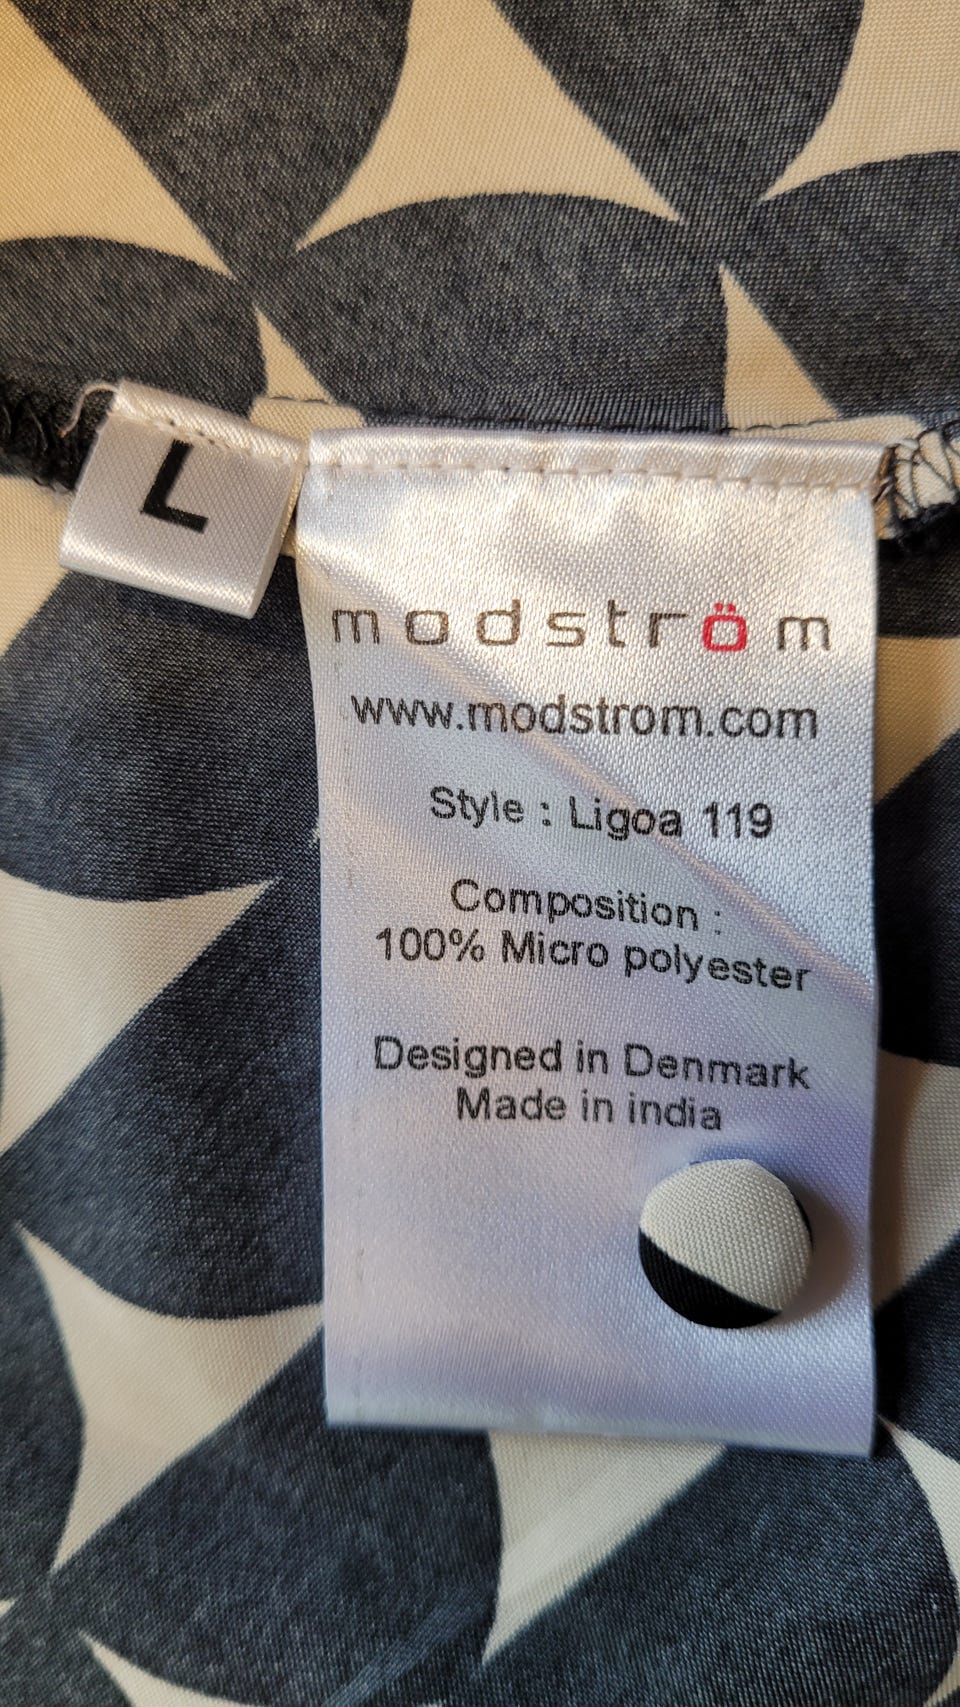 L
modström
www.modstrom.com
Style : Ligoa 119
Composition :
100% Micro polyester
Designed in Denmark
Made in india